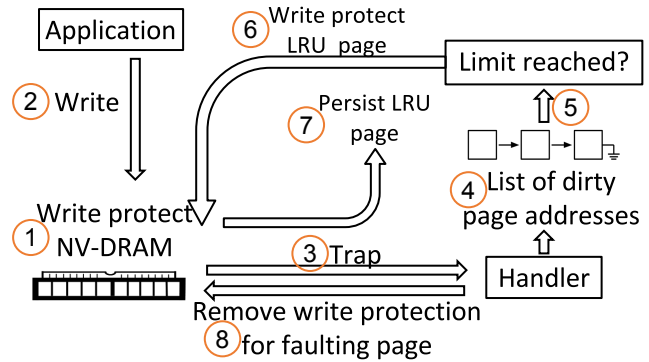 Application
6
Write protect
LRU page
Limit reached?
2
Write
7
Persist LRU
page
5
4
List of dirty
page addresses
1
Write protect
NV-DRAM
3
Trap
Handler
Remove write protection
8
for faulting page